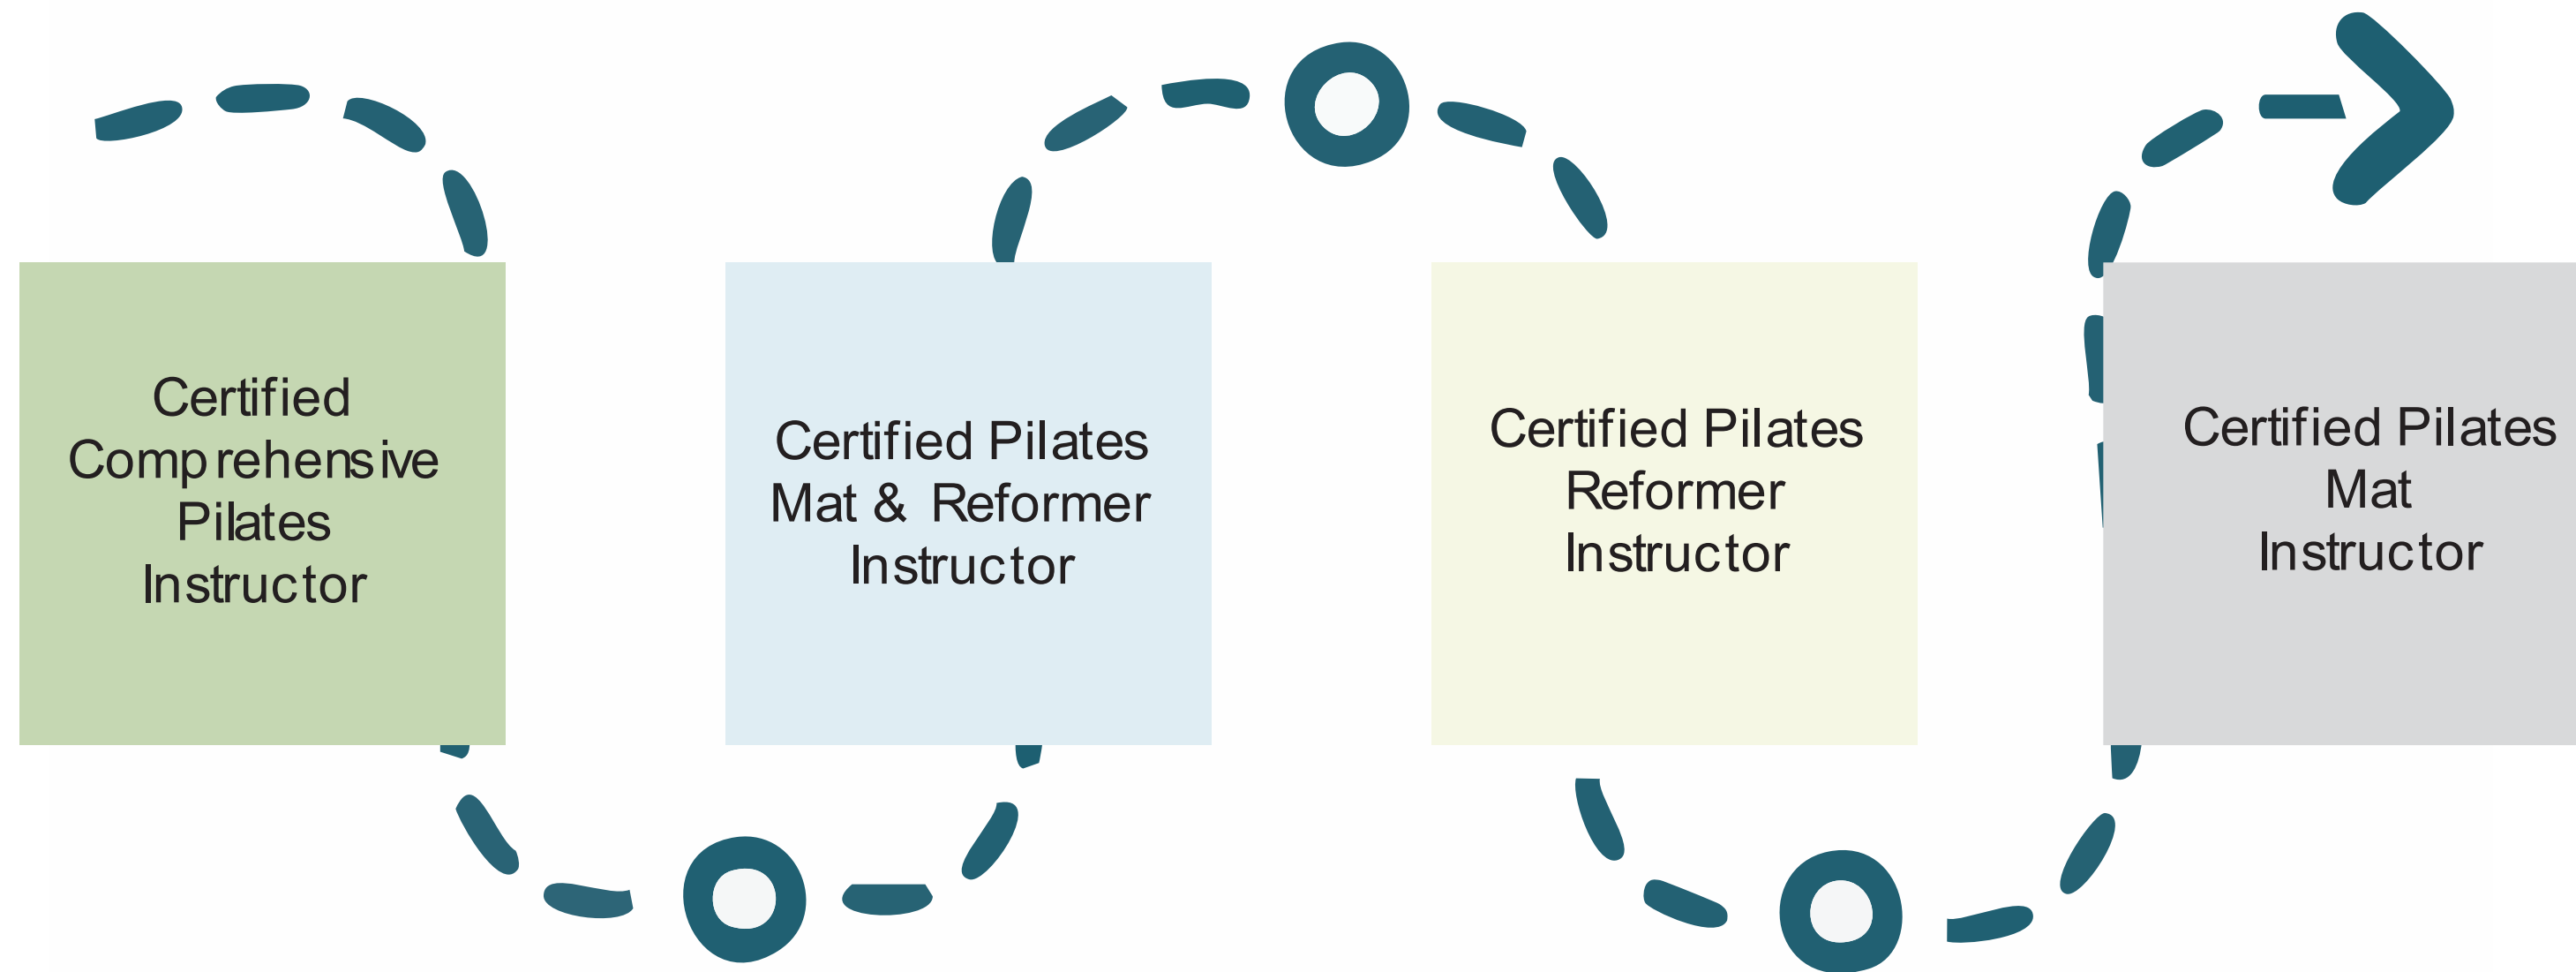 Certified
Comprehensive
Pilates
Instructor
Certified Pilates
Mat & Reformer
Instructor
Certified Pilates
Reformer
Instructor
Certified Pilates
Mat
Instructor